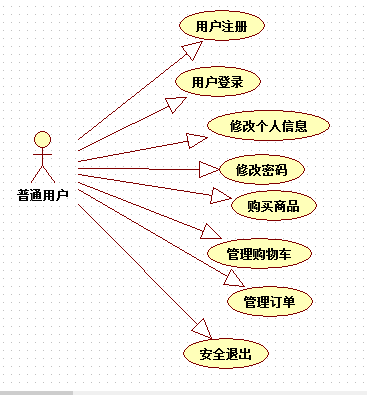 用户注册
用户登录
修改个人信息
修改密码
普通用户
购买商品
管理购物车
管理订单
安全退出